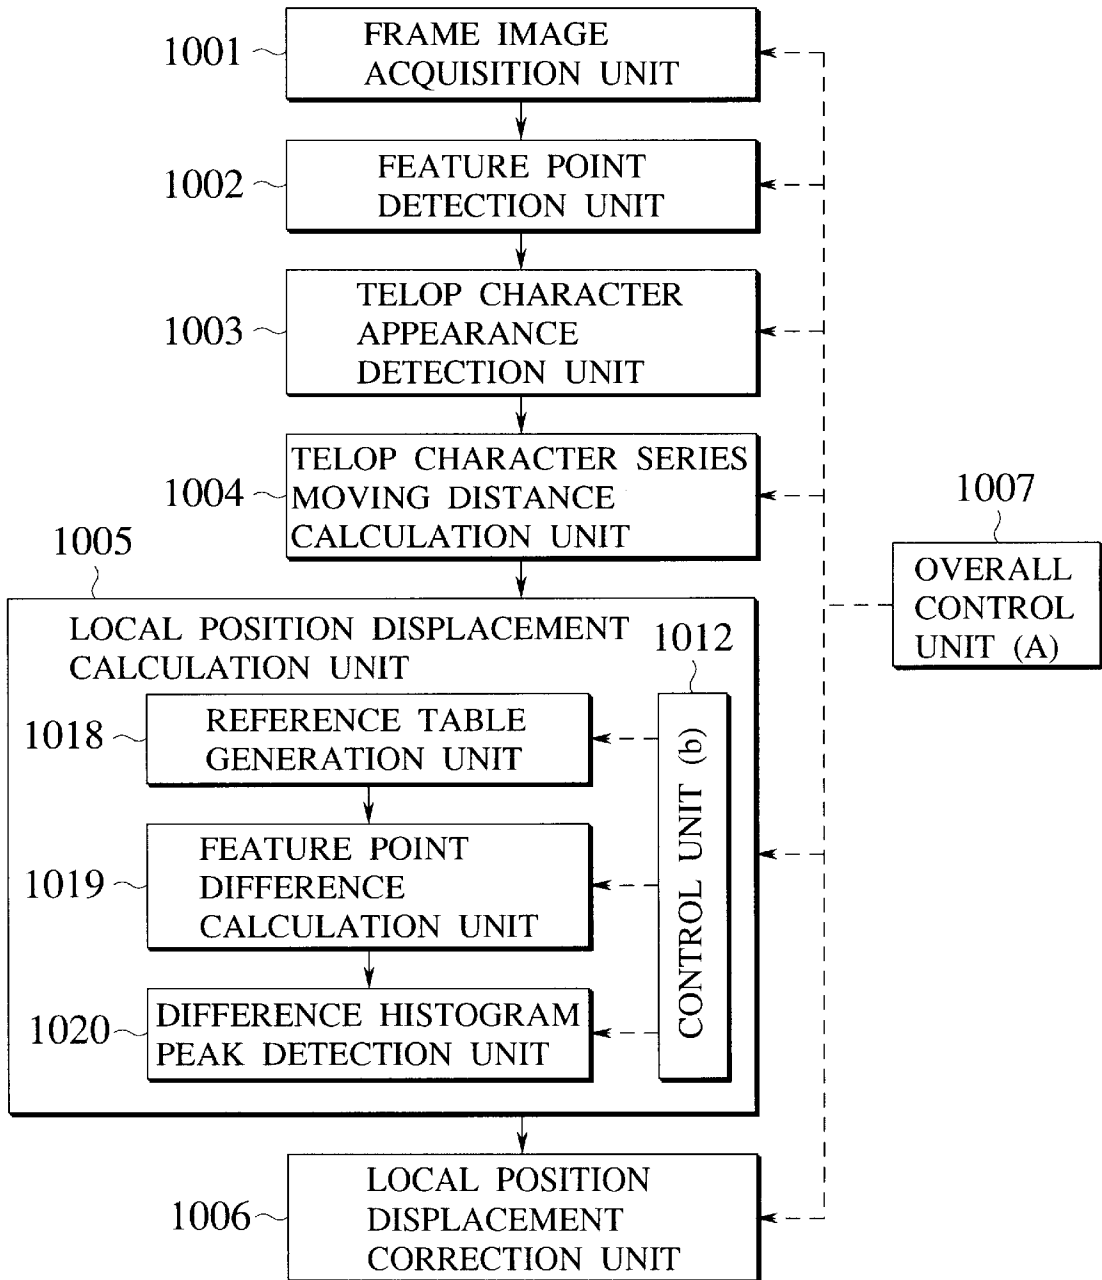 1001
FRAME IMAGE
ACQUISITION UNIT
1002
FEATURE POINT
DETECTION UNIT
1003
TELOP CHARACTER
APPEARANCE
DETECTION UNIT
1004
TELOP CHARACTER SERIES
MOVING DISTANCE
CALCULATION UNIT
1007
OVERALL
CONTROL
UNIT (A)
1005
LOCAL POSITION DISPLACEMENT
CALCULATION UNIT
1012
CONTROL UNIT (b)
1018
REFERENCE TABLE
GENERATION UNIT
1019
FEATURE POINT
DIFFERENCE
CALCULATION UNIT
1020
DIFFERENCE HISTOGRAM
PEAK DETECTION UNIT
1006
LOCAL POSITION
DISPLACEMENT
CORRECTION UNIT